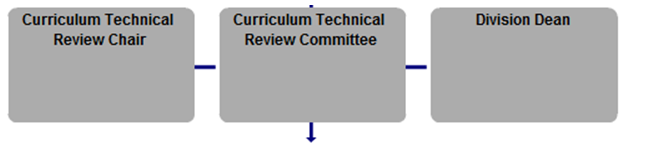 Curriculum Technical
Review Chair
Curriculum Technical
Review Committee
Division Dean